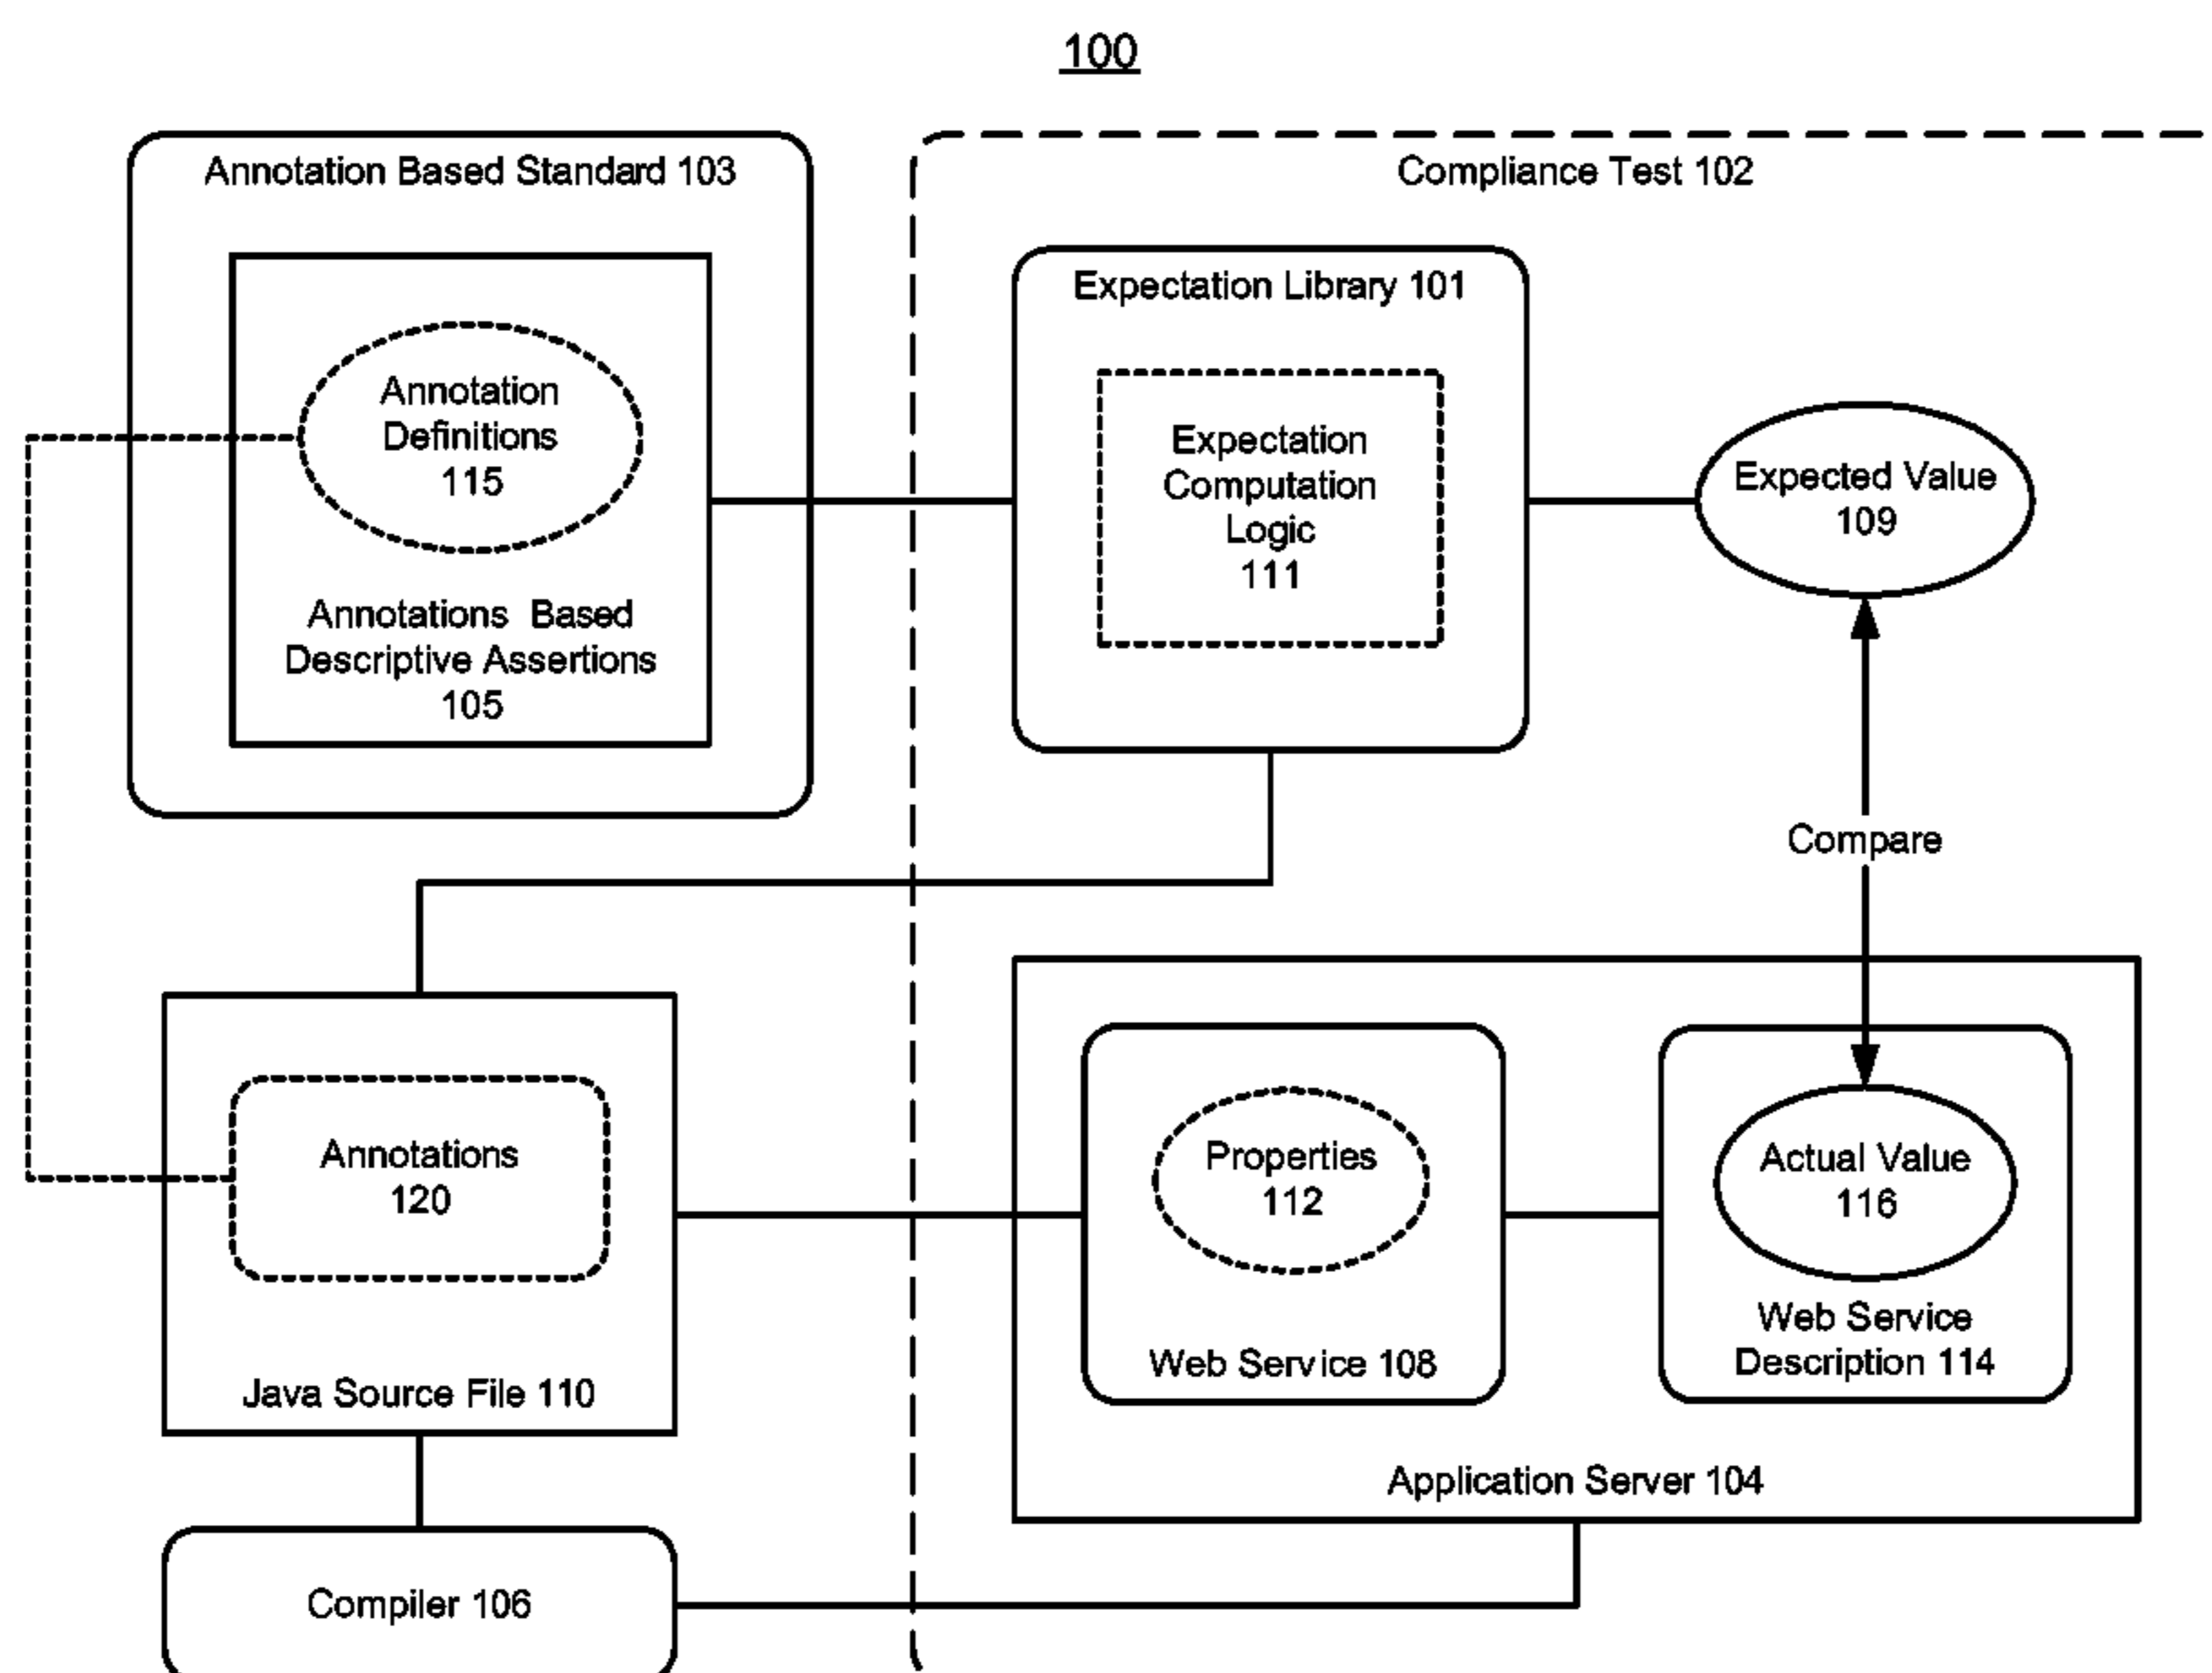 100
Annotation Based Standard 103
Compliance Test 102
Expectation Library 101
Annotation
Definitions
115
Expectation
Computation
Logic
111
Expected Value
109
Annotations Based
Descriptive Assertions
105
Compare
Annotations
120
Properties
112
Actual Value
116
Web Service
Description 114
Web Service 108
Java Source File 110
Application Server 104
Compiler 106